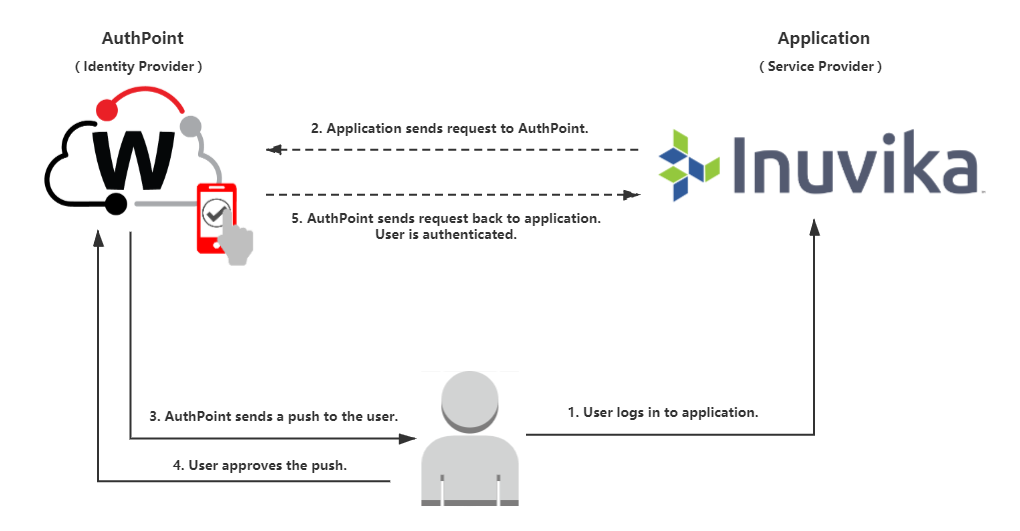 AuthPoint
( Identity Provider )
Application
( Service Provider )
W
2. Application sends request to AuthPoint.
Inuvika
5. AuthPoint sends request back to application.
User is authenticated.
3. AuthPoint sends a push to the user.
1. User logs in to application.
4. User approves the push.